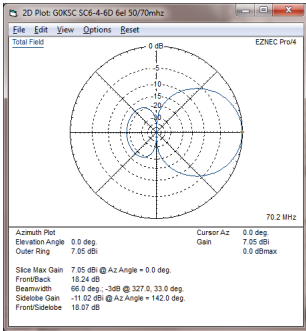 2D Plot: G0KSC SC6-4-6D 6el 50/70mhz
File Edit View Options Reset
Total Field
EZNEC Pro/4
0 dB
-5
-10
-15
-20
-30
70.2 MHz
Azimuth Plot
Cursor Az 0.0 deg.
Elevation Angle 0.0 deg.
Gain 7.05 dBi
Outer Ring 7.05 dBi
0.0 dBmax
Slice Max Gain 7.05 dBi @ Az Angle = 0.0 deg.
Front/Back 18.24 dB
Beamwidth 66.0 deg.; -3dB @ 327.0, 33.0 deg.
Sidelobe Gain -11.02 dBi @ Az Angle = 142.0 deg.
Front/Sidelobe 18.07 dB